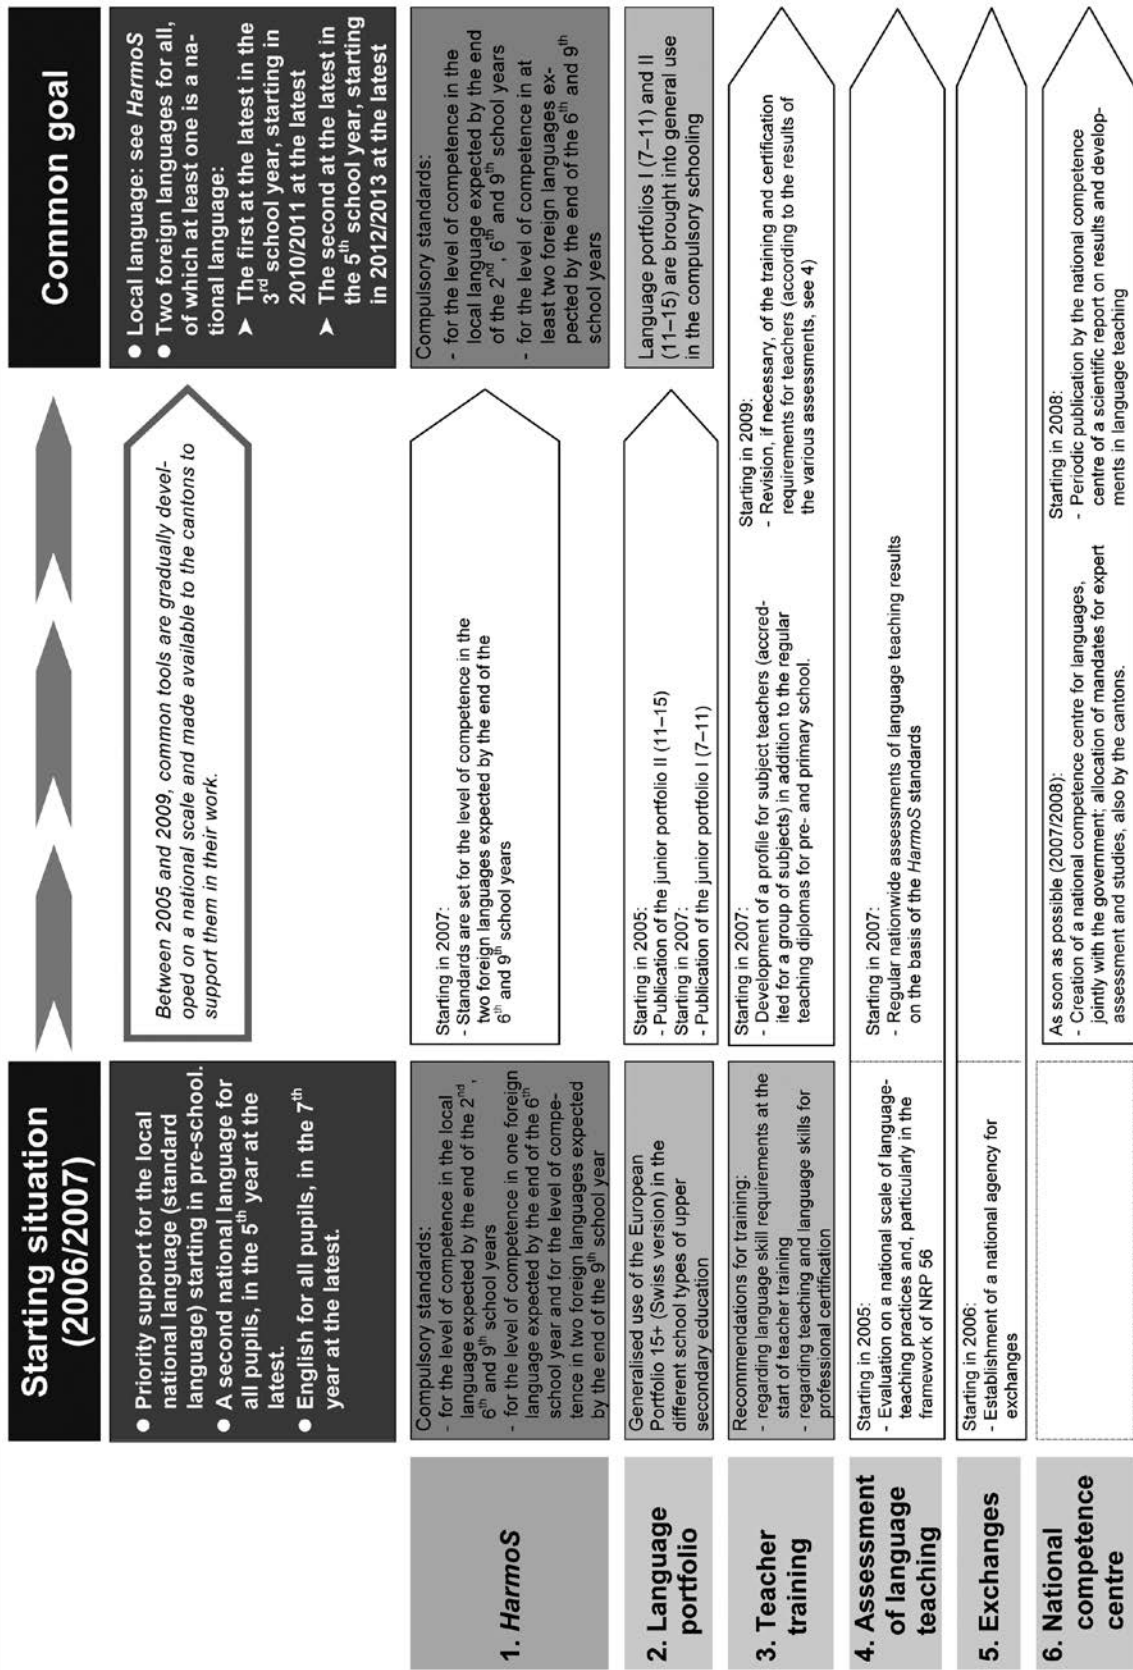 Starting situation
(2006/2007)
Common goal
● Priority support for the local
national language (standard
language) starting in pre-school.
● A second national language for
all pupils, in the 5th year at the
latest.
● English for all pupils, in the 7th
year at the latest.
Between 2005 and 2009, common tools are gradually devel-
oped on a national scale and made available to the cantons to
support them in their work.
● Local language: see HarmoS
● Two foreign languages for all,
of which at least one is a na-
tional language:
➤ The first at the latest in the
3rd school year, starting in
2010/2011 at the latest
➤ The second at the latest in
the 5th school year, starting
in 2012/2013 at the latest
1. HarmoS
Compulsory standards:
- for the level of competence in the local
language expected by the end of the 2nd,
6th and 9th school years
- for the level of competence in one foreign
language expected by the end of the 6th
school year and for the level of compe-
tence in two foreign languages expected
by the end of the 9th school year
Starting in 2007:
- Standards are set for the level of competence in the
two foreign languages expected by the end of the
6th and 9th school years
Compulsory standards:
- for the level of competence in the
local language expected by the end
of the 2nd, 6th and 9th school years
- for the level of competence in at
least two foreign languages ex-
pected by the end of the 6th and 9th
school years
2. Language
portfolio
Generalised use of the European
Portfolio 15+ (Swiss version) in the
different school types of upper
secondary education
Starting in 2005:
- Publication of the junior portfolio II (11–15)
Starting in 2007:
- Publication of the junior portfolio I (7–11)
Language portfolios I (7–11) and II
(11–15) are brought into general use
in the compulsory schooling
3. Teacher
training
Recommendations for training:
- regarding language skill requirements at the
start of teacher training
- regarding teaching and language skills for
professional certification
Starting in 2007:
- Development of a profile for subject teachers (accred-
ited for a group of subjects) in addition to the regular
teaching diplomas for pre- and primary school.
Starting in 2009:
- Revision, if necessary, of the training and certification
requirements for teachers (according to the results of
the various assessments, see 4)
4. Assessment
of language
teaching
Starting in 2005:
- Evaluation on a national scale of language-
teaching practices and, particularly in the
framework of NRP 56
Starting in 2007:
- Regular nationwide assessments of language teaching results
on the basis of the HarmoS standards
5. Exchanges
Starting in 2006:
- Establishment of a national agency for
exchanges
6. National
competence
centre
As soon as possible (2007/2008):
- Creation of a national competence centre for languages,
jointly with the government; allocation of mandates for expert
assessment and studies, also by the cantons.
Starting in 2008:
- Periodic publication by the national competence
centre of a scientific report on results and develop-
ments in language teaching